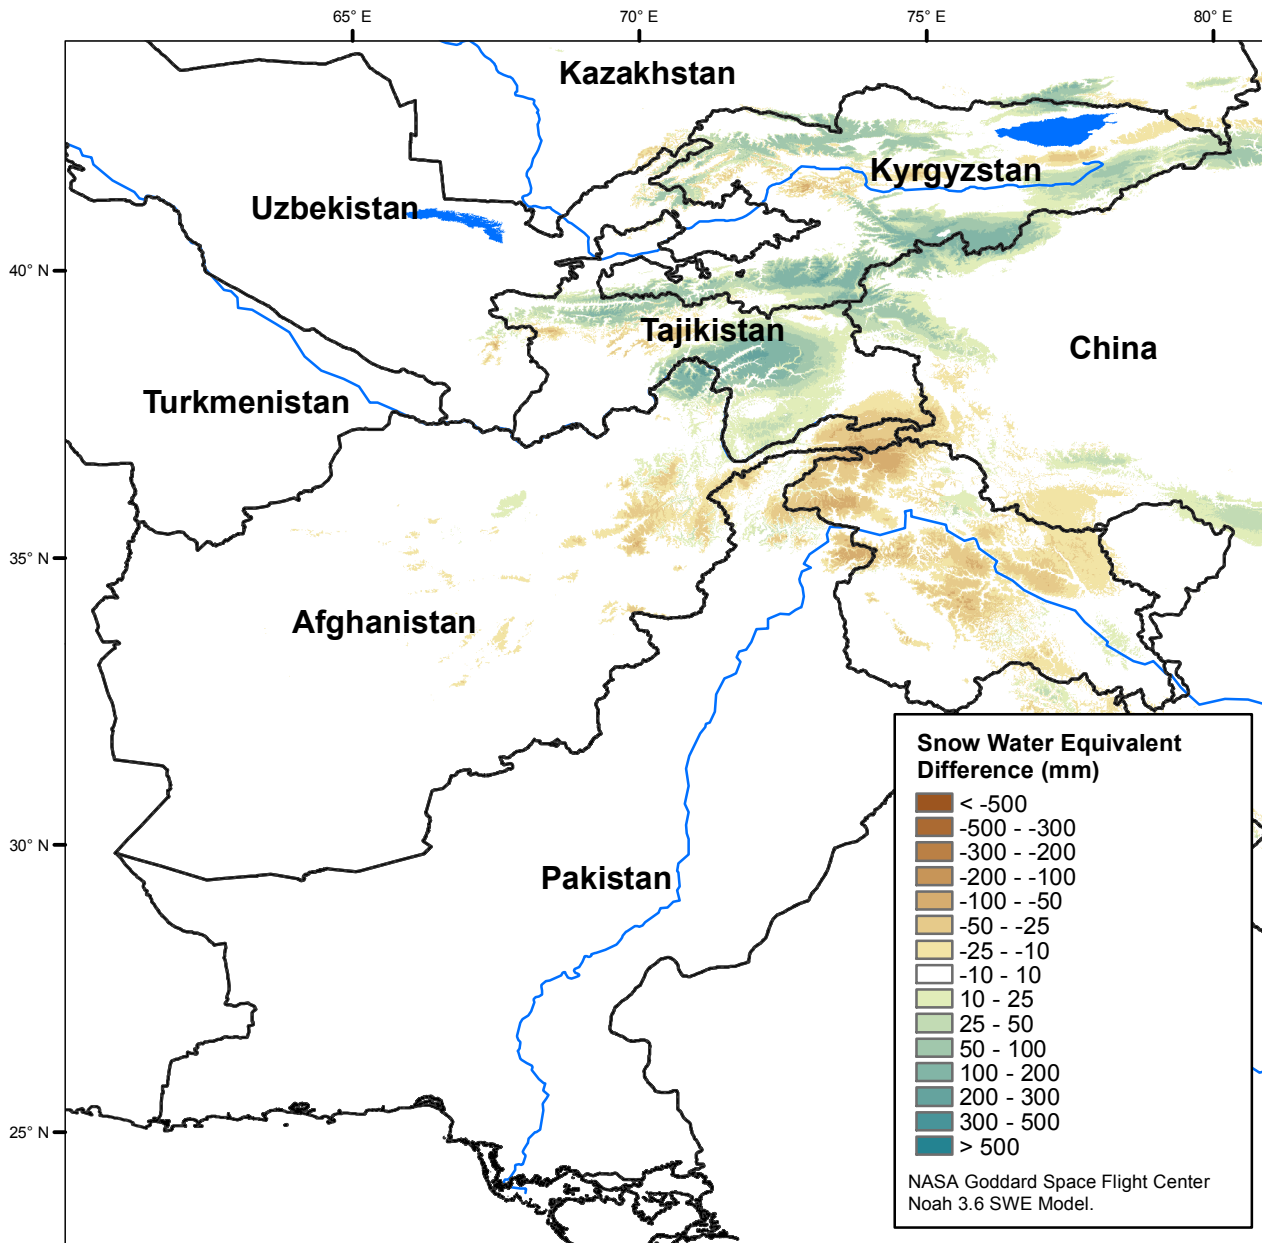 65° E
70° E
75° E
80° E
Kazakhstan
Kyrgyzstan
Uzbekistan
40° N
Tajikistan
China
Turkmenistan
35° N
Afghanistan
30° N
Pakistan
25° N
Snow Water Equivalent
Difference (mm)
< -500
-500 - -300
-300 - -200
-200 - -100
-100 - -50
-50 - -25
-25 - -10
-10 - 10
10 - 25
25 - 50
50 - 100
100 - 200
200 - 300
300 - 500
> 500
NASA Goddard Space Flight Center
Noah 3.6 SWE Model.